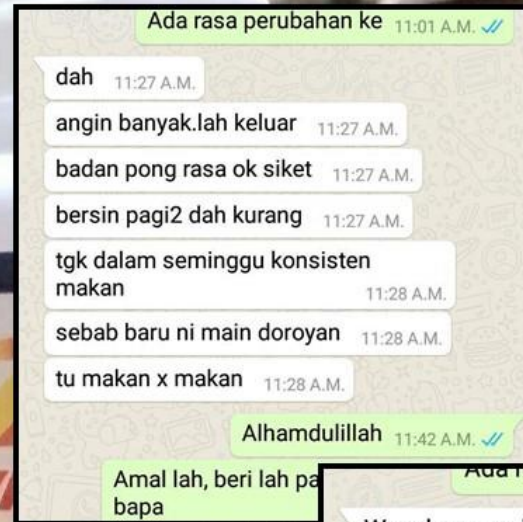 Ada rasa perubahan ke 11:01 A.M.
dah 11:27 A.M.
angin banyak.lah keluar 11:27 A.M.
badan pong rasa ok siket 11:27 A.M.
bersin pagi2 dah kurang 11:27 A.M.
tgk dalam seminggu konsisten
makan 11:28 A.M.
sebab baru ni main doroyan 11:28 A.M.
tu makan x makan 11:28 A.M.
Alhamdulillah 11:42 A.M.
Amal lah, beri lah pa
bapa